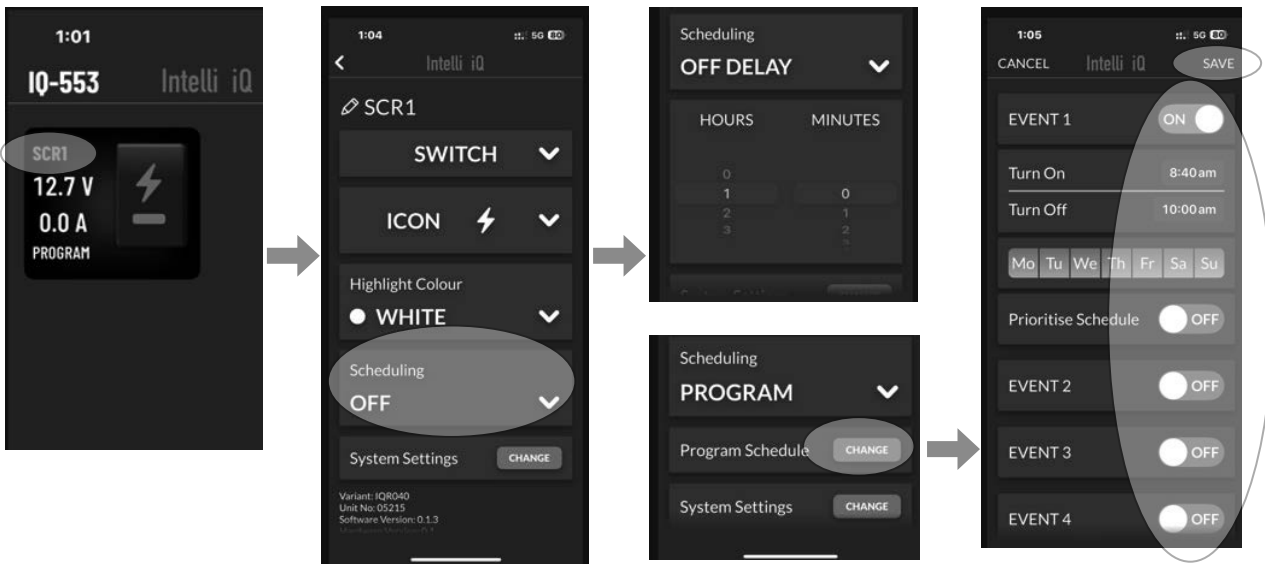 1:01
IQ-553 Intelli iQ
SCR1
12.7 V
0.0 A
PROGRAM
1:04 5G 80
Intelli iQ
SCR1
SWITCH
ICON
Highlight Colour
WHITE
Scheduling
OFF
System Settings CHANGE
Variant: IQR040
Unit No: 05215
Software Version: 0.1.3
Scheduling
OFF DELAY
HOURS MINUTES
0
1 0
2 1
3 2
3
Scheduling
PROGRAM
Program Schedule CHANGE
System Settings CHANGE
1:05 5G 80
CANCEL Intelli iQ SAVE
EVENT 1 ON
Turn On 8:40am
Turn Off 10:00am
Mo Tu We Th Fr Sa Su
Prioritise Schedule OFF
EVENT 2 OFF
EVENT 3 OFF
EVENT 4 OFF